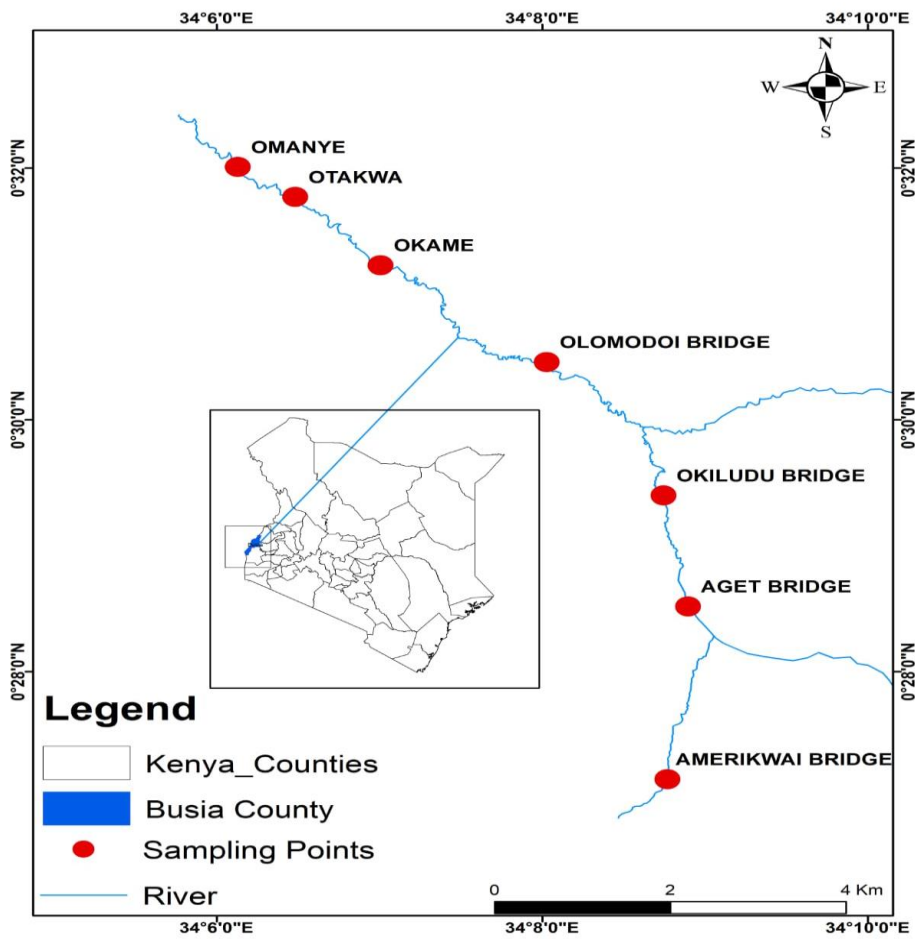 34°6'0"E 34°8'0"E 34°10'0"E
N
W E
S
0°32'0"N 0°32'0"N
OMANYE
OTAKWA
OKAME
OLOMODOI BRIDGE
0°30'0"N 0°30'0"N
OKILUDU BRIDGE
AGET BRIDGE
0°28'0"N 0°28'0"N
AMERIKWAI BRIDGE
Legend
Kenya_Counties
Busia County
Sampling Points
River
0 2 4 Km
34°6'0"E 34°8'0"E 34°10'0"E